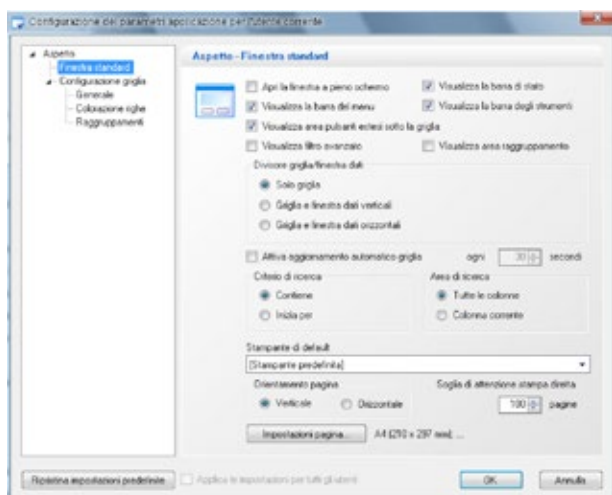 Configurazione dei parametri applicazione per l'utente corrente
Aspetto
Finestra standard
Configurazione griglia
Generale
Colorazione righe
Raggruppamenti
Aspetto - Finestra standard
Apri la finestra a pieno schermo
Visualizza la barra di stato
Visualizza la barra del menu
Visualizza la barra degli strumenti
Visualizza area pulsanti estesi sotto la griglia
Visualizza filtro avanzato
Visualizza area raggruppamento
Divisore griglia/finestra dati
Solo griglia
Griglia e finestra dati verticali
Griglia e finestra dati orizzontali
Attiva aggiornamento automatico griglia ogni 30 secondi
Criterio di ricerca
Contiene
Inizia per
Area di ricerca
Tutte le colonne
Colonna corrente
Stampante di default
[Stampante predefinita]
Orientamento pagina
Verticale
Orizzontale
Soglia di attenzione stampa diretta
100 pagine
Impostazioni pagina...
A4 (210 x 297 mm) ...
Ripristina impostazioni predefinite
Applica le impostazioni per tutti gli utenti
OK
Annulla